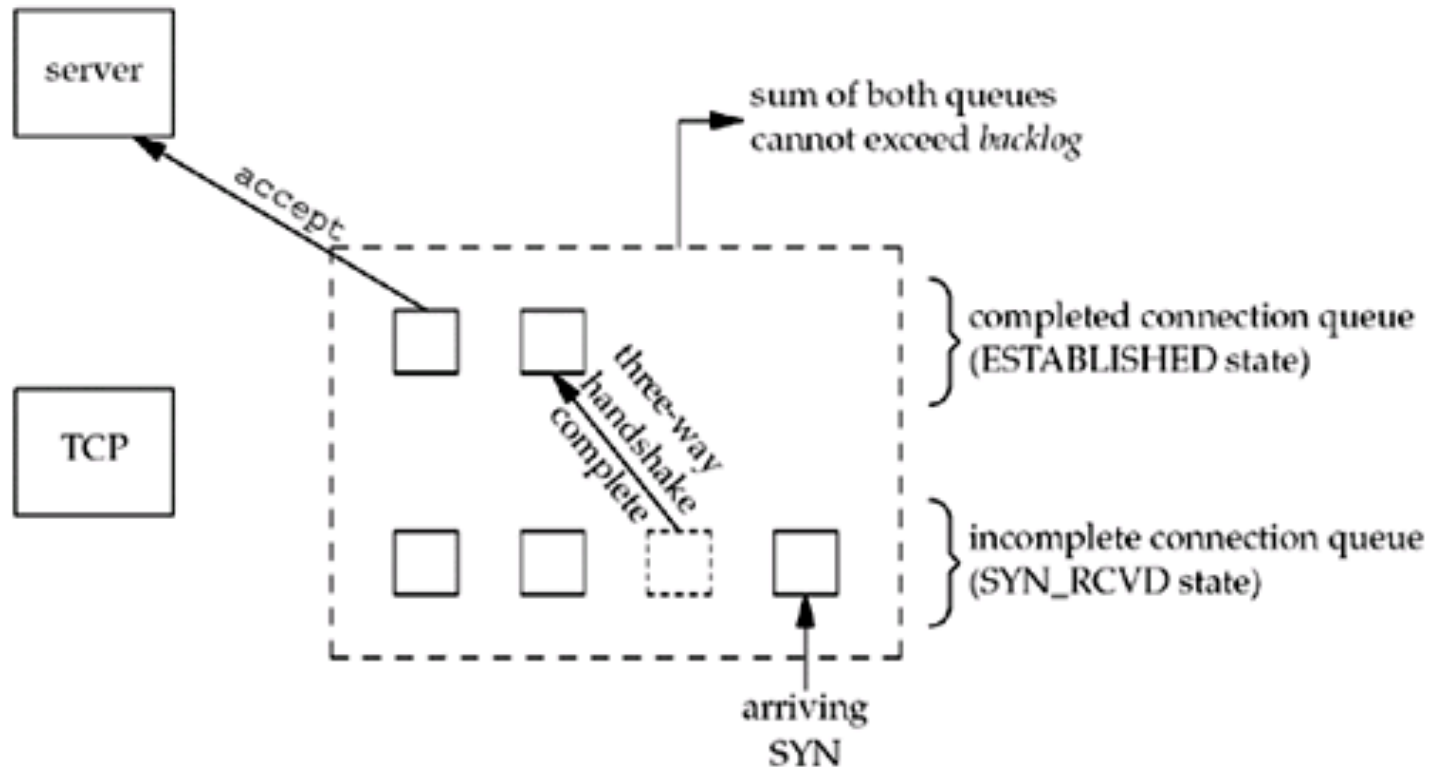 server
sum of both queues
cannot exceed backlog
accept
completed connection queue
(ESTABLISHED state)
three-way
handshake
complete
TCP
incomplete connection queue
(SYN_RCVD state)
arriving
SYN